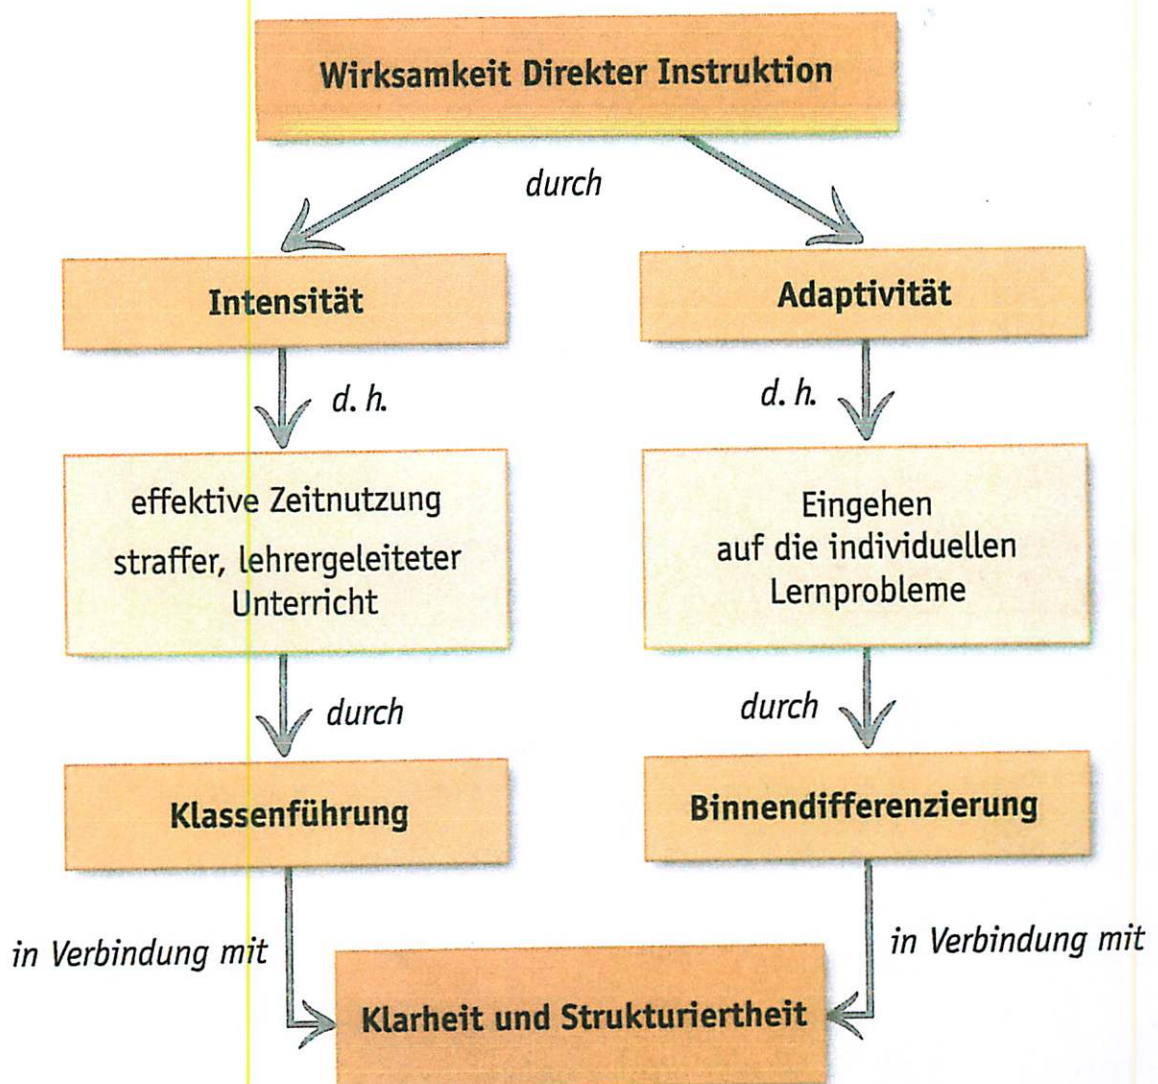 Wirksamkeit Direkter Instruktion
durch
Intensität
Adaptivität
d. h.
d. h.
effektive Zeitnutzung
straffer, lehrergeleiteter
Unterricht
Eingehen
auf die individuellen
Lernprobleme
durch
durch
Klassenführung
Binnendifferenzierung
in Verbindung mit
in Verbindung mit
Klarheit und Strukturiertheit